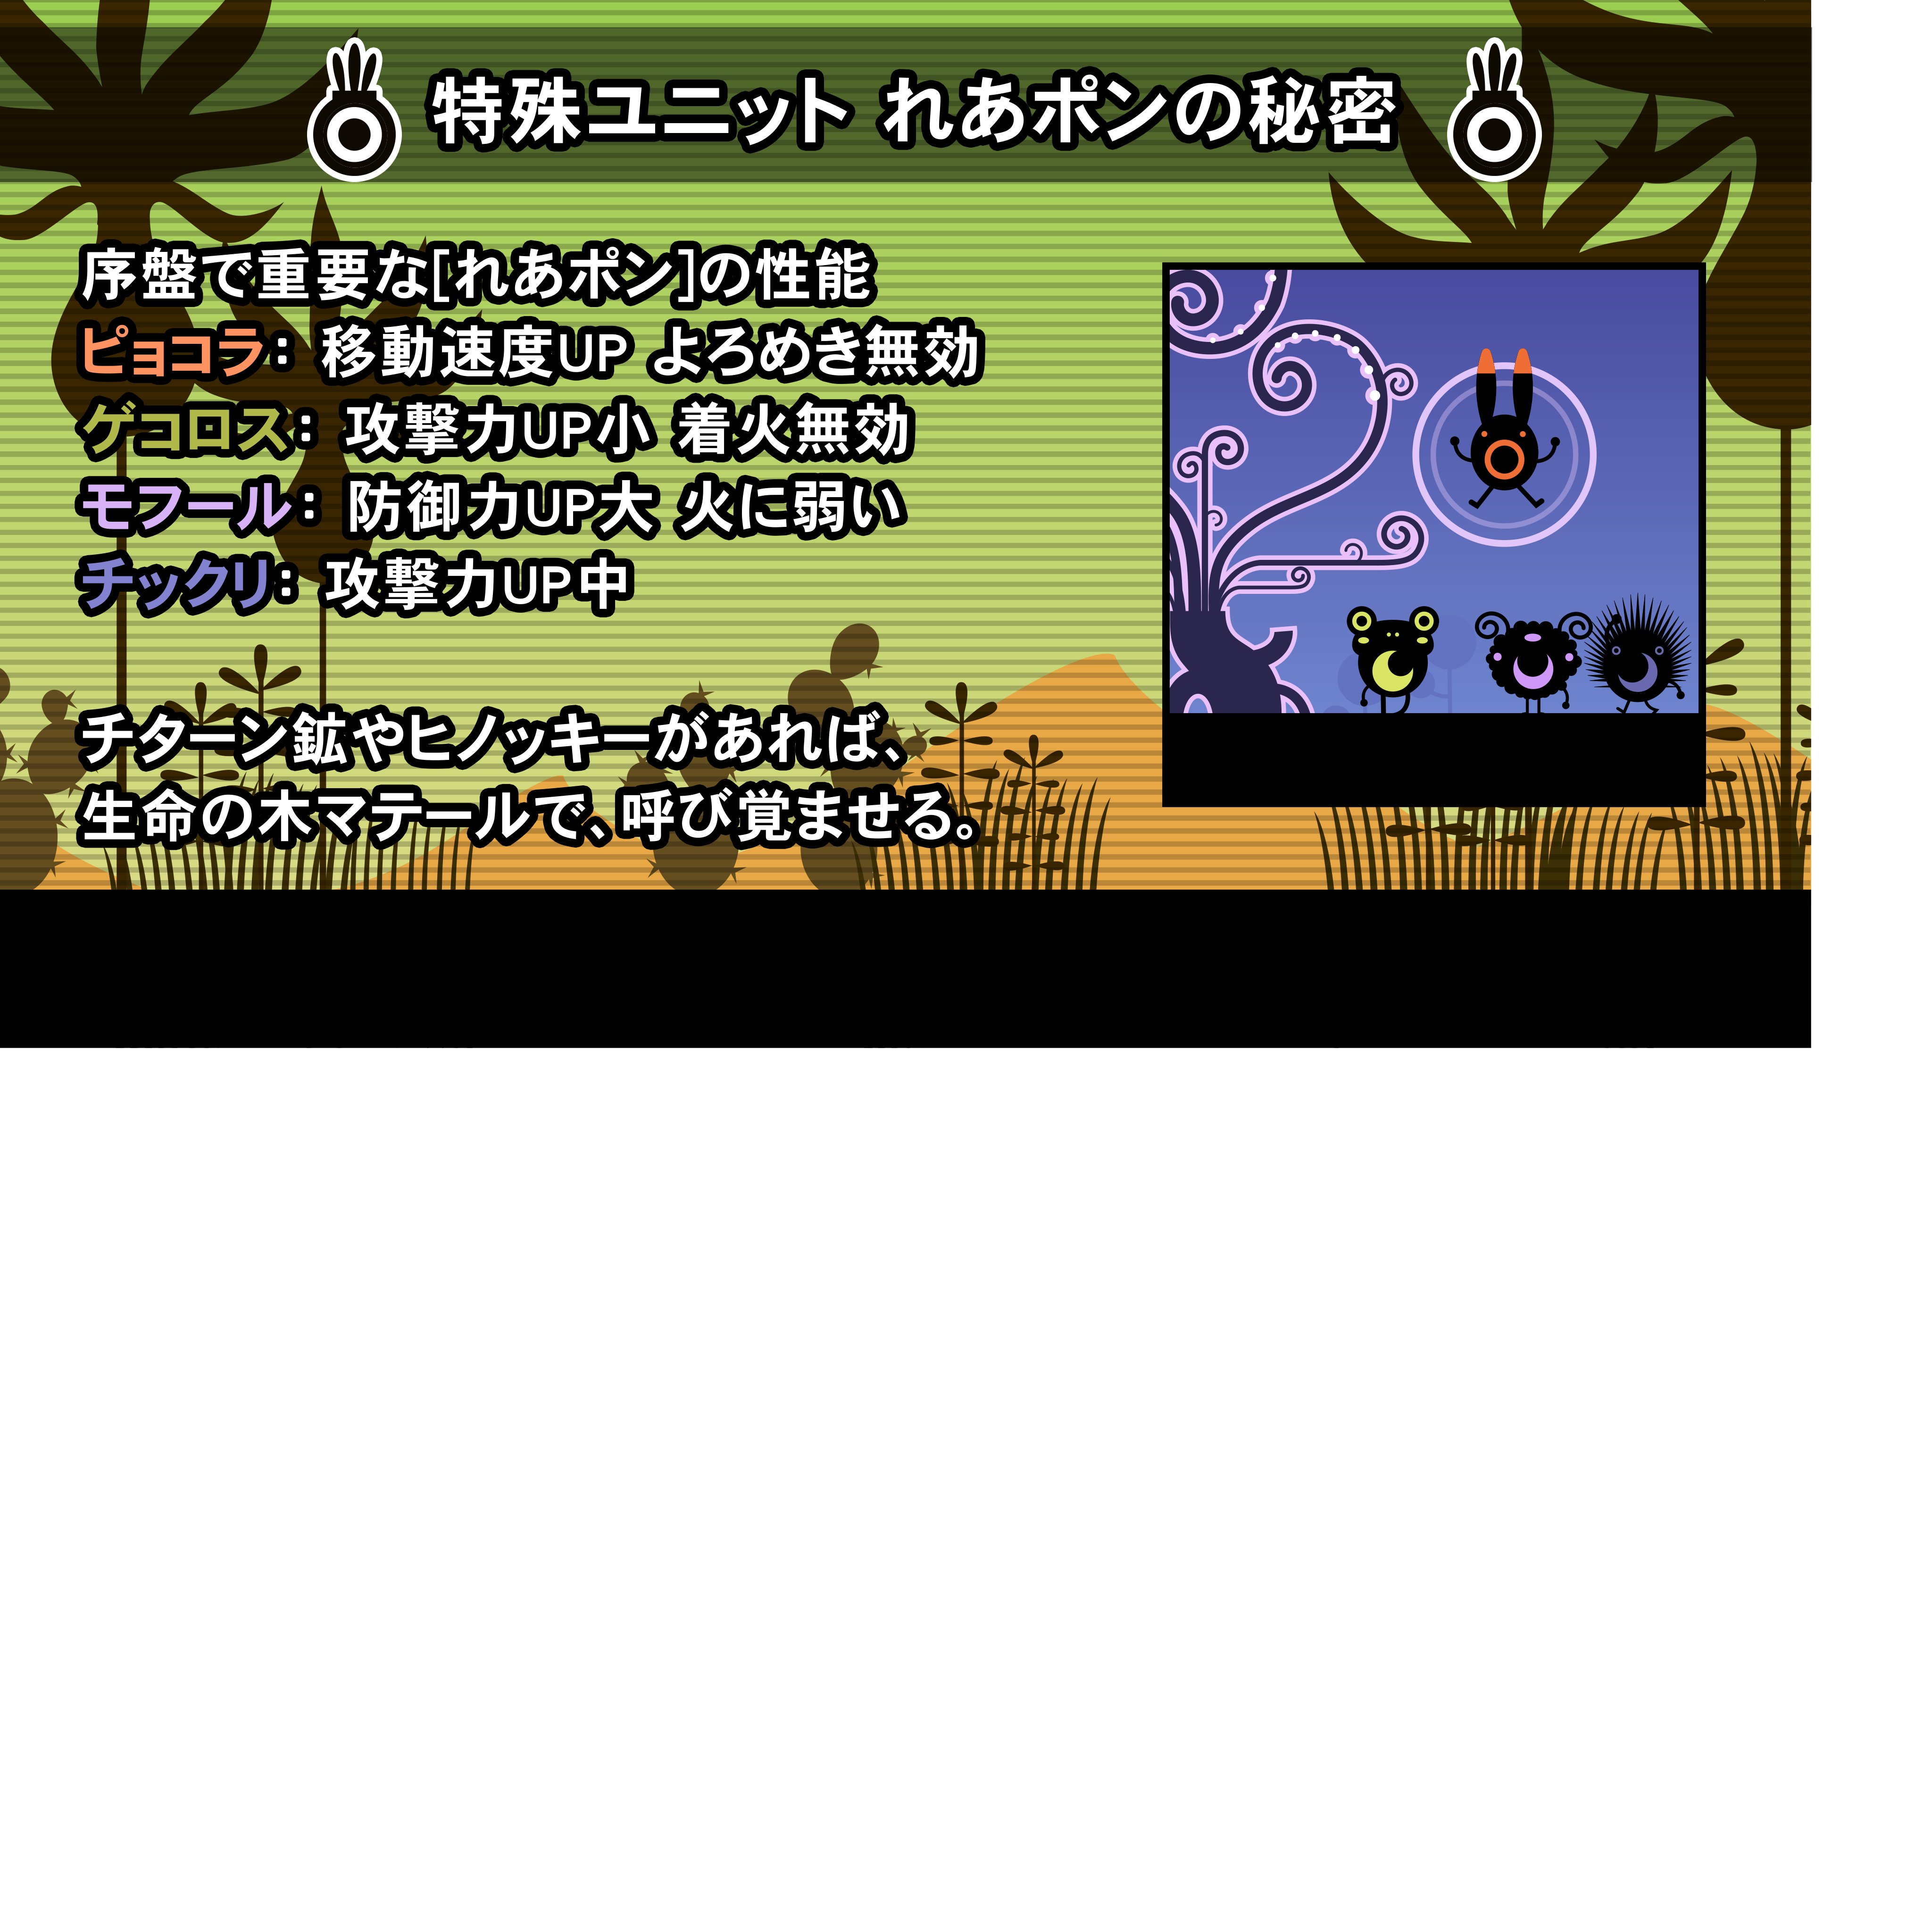 特殊ユニット れあポンの秘密
序盤で重要な[れあポン]の性能
ピョコラ: 移動速度UP よろめき無効
ゲコロス: 攻撃力UP小 着火無効
モフール: 防御力UP大 火に弱い
チックリ: 攻撃力UP中
チターン鉱やヒノッキーがあれば、
生命の木マテールで、呼び覚ませる。